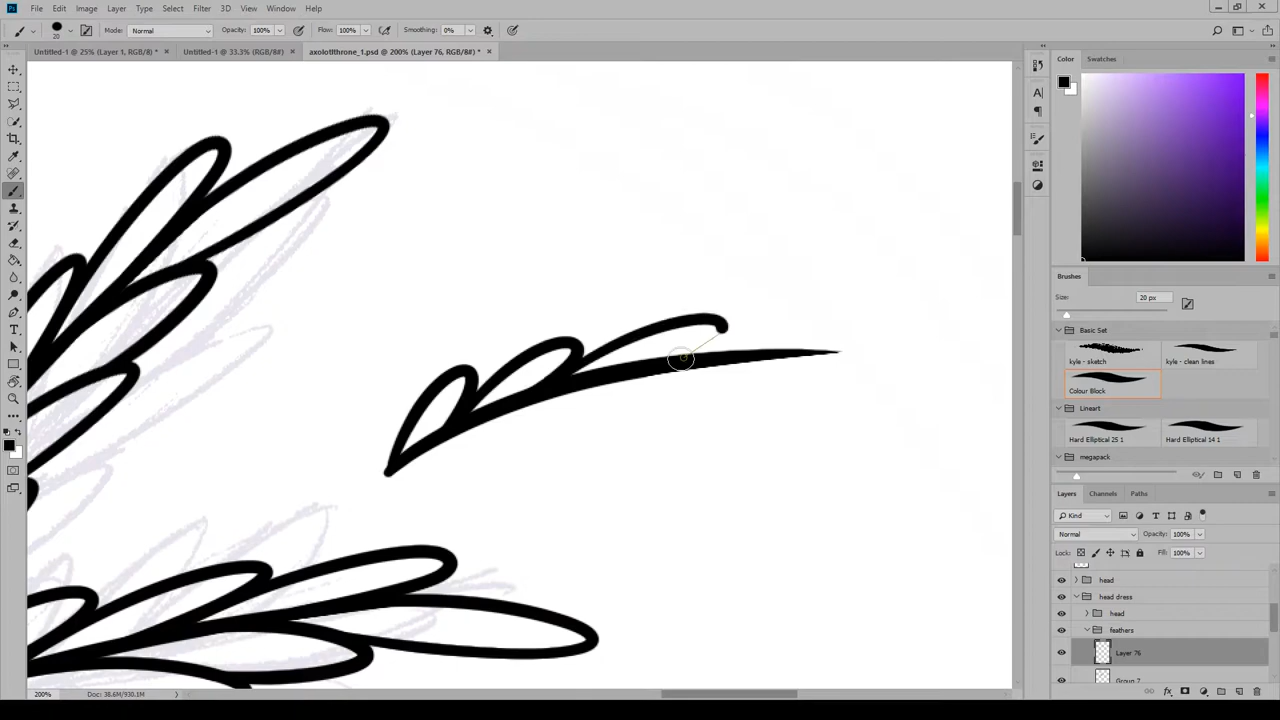 Ps File Edit Image Layer Type Select Filter 3D View Window Help
20 Mode: Normal Opacity: 100% Flow: 100% Smoothing: 0%
Untitled-1 @ 25% (Layer 1, RGB/8) * × Untitled-1 @ 33.3% (RGB/8#) × axolotlthrone_1.psd @ 200% (Layer 76, RGB/8#) * ×
Color Swatches
Brushes
Size: 20 px
Basic Set
kyle - sketch kyle - clean lines
Colour Block
Lineart
Hard Elliptical 25 1 Hard Elliptical 14 1
megapack
Layers Channels Paths
Kind
Normal Opacity: 100%
Lock: Fill: 100%
head
head dress
head
feathers
Layer 76
Group 7
200% Doc: 38.6M/930.1M